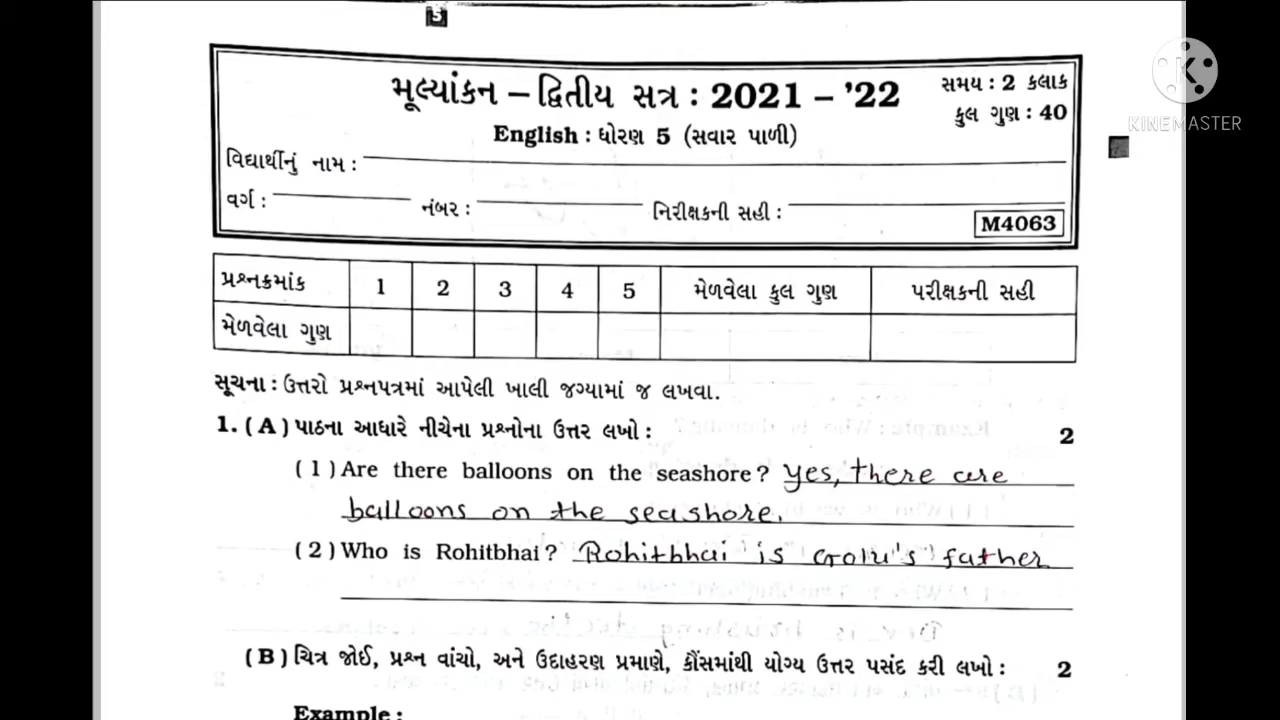 5
મૂલ્યાંકન – દ્વિતીય સત્ર : 2021 – '22
સમય : 2 કલાક
કુલ ગુણ : 40
English : ધોરણ 5 (સવાર પાળી)
વિદ્યાર્થીનું નામ :
વર્ગ : નંબર : નિરીક્ષકની સહી :
M4063
KINEMASTER
પ્રશ્નક્રમાંક 1 2 3 4 5 મેળવેલા કુલ ગુણ પરીક્ષકની સહી
મેળવેલા ગુણ
સૂચના : ઉત્તરો પ્રશ્નપત્રમાં આપેલી ખાલી જગ્યામાં જ લખવા.
1. ( A ) પાઠના આધારે નીચેના પ્રશ્નોના ઉત્તર લખો : 2
( 1 ) Are there balloons on the seashore? Yes, there are
balloons on the seashore.
( 2 ) Who is Rohitbhai? Rohitbhai is Golu's father
( B ) ચિત્ર જોઈ, પ્રશ્ન વાંચો, અને ઉદાહરણ પ્રમાણે, કૌંસમાંથી યોગ્ય ઉત્તર પસંદ કરી લખો : 2
Example :